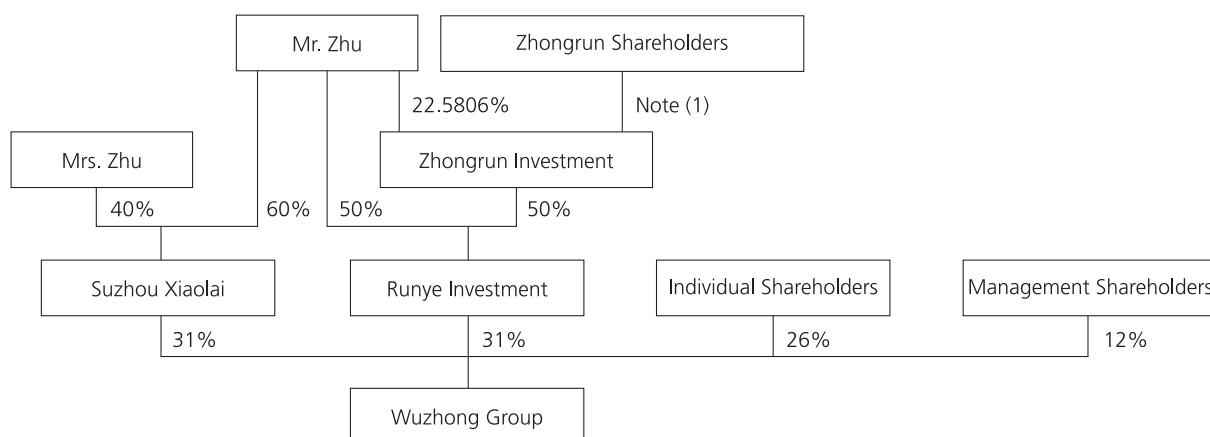 Mr. Zhu
Zhongrun Shareholders
22.5806%
Note (1)
Mrs. Zhu
Zhongrun Investment
40%
60%
50%
50%
Suzhou Xiaolai
Runye Investment
Individual Shareholders
Management Shareholders
31%
31%
26%
12%
Wuzhong Group